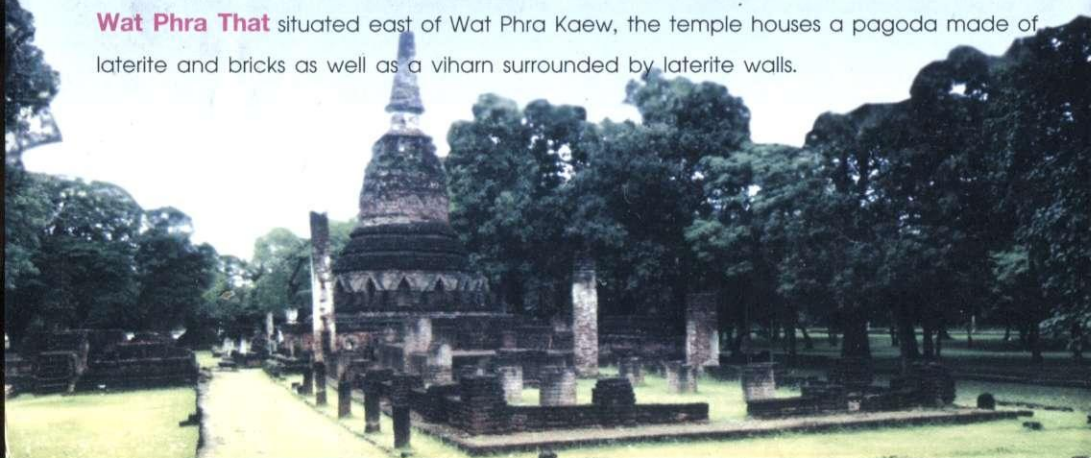 Wat Phra That situated east of Wat Phra Kaew, the temple houses a pagoda made of
laterite and bricks as well as a viharn surrounded by laterite walls.